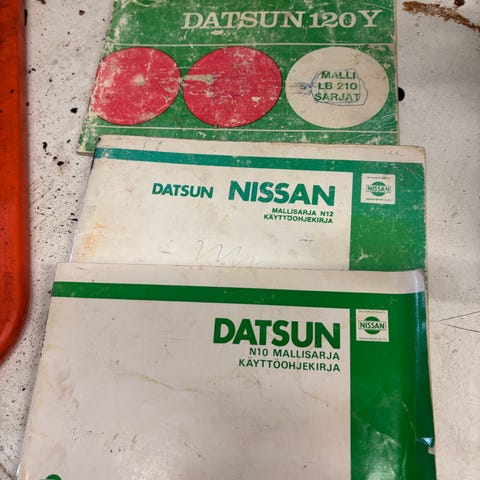 DATSUN 120Y
MALLI
LB 210
SARJAT
DATSUN NISSAN
MALLISARJA N12
KÄYTTÖOHJEKIRJA
NISSAN
DATSUN
N10 MALLISARJA
KÄYTTÖOHJEKIRJA
NISSAN